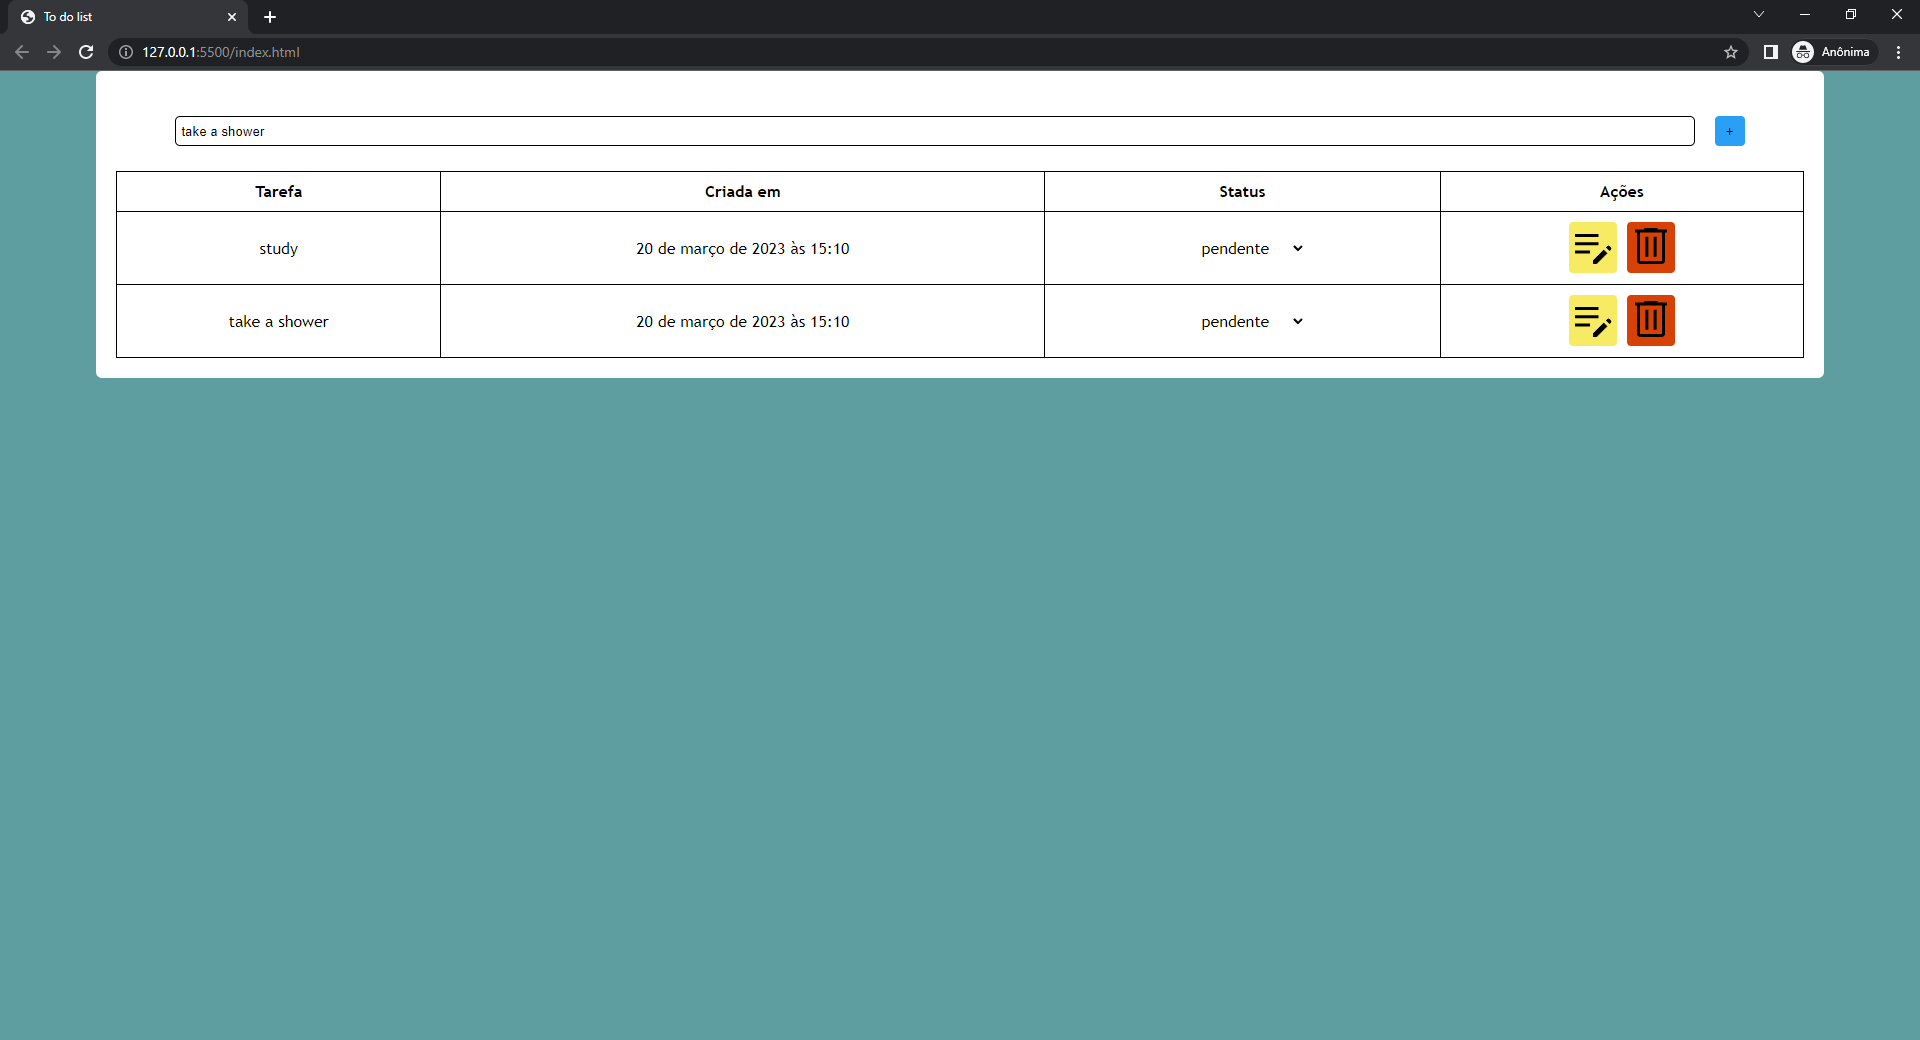 To do list
127.0.0.1:5500/index.html
Anônima
take a shower
+
Tarefa Criada em Status Ações
study 20 de março de 2023 às 15:10 pendente
take a shower 20 de março de 2023 às 15:10 pendente